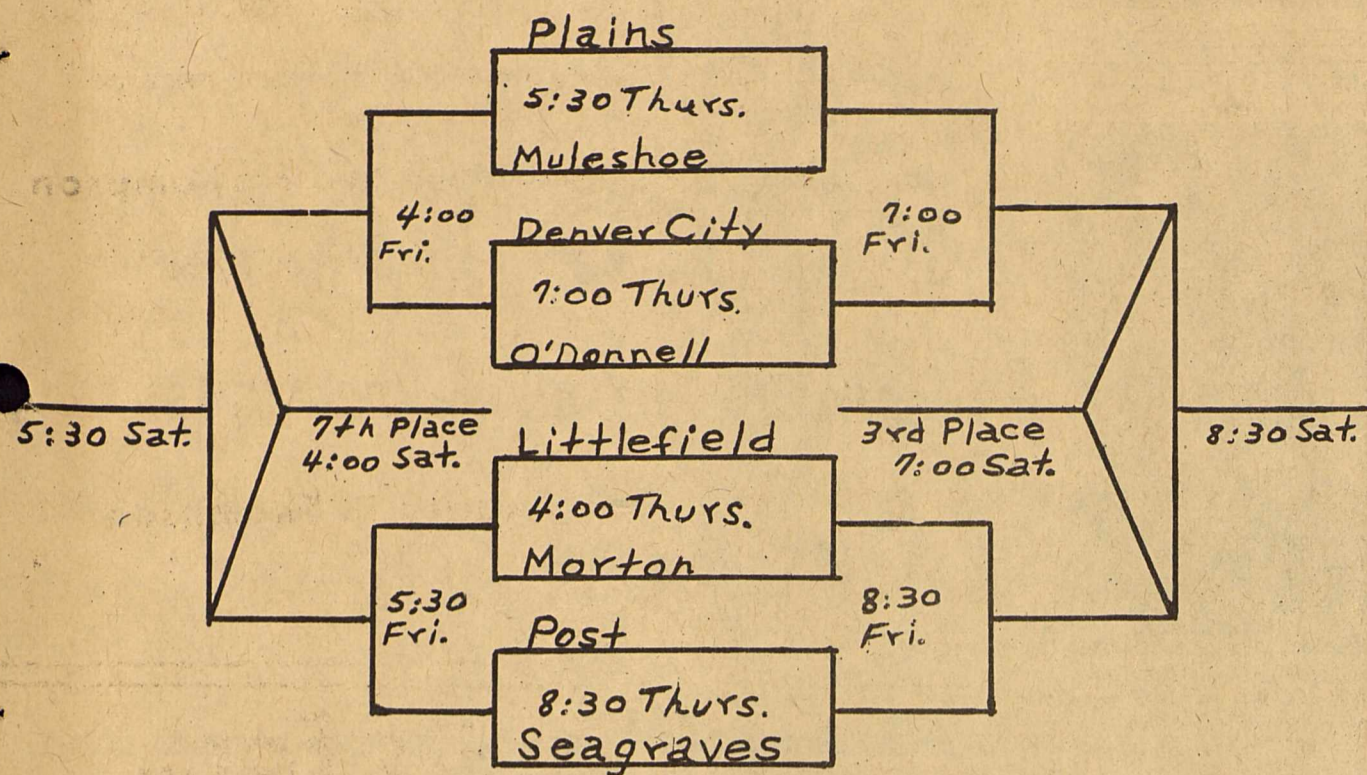 Plains
5:30 Thurs.
Muleshoe
4:00
Fri.
Denver City
7:00
Fri.
7:00 Thurs.
O'Donnell
5:30 Sat.
7th Place
4:00 Sat.
Littlefield
3rd Place
7:00 Sat.
8:30 Sat.
4:00 Thurs.
Morton
5:30
Fri.
Post
8:30
Fri.
8:30 Thurs.
Seagraves